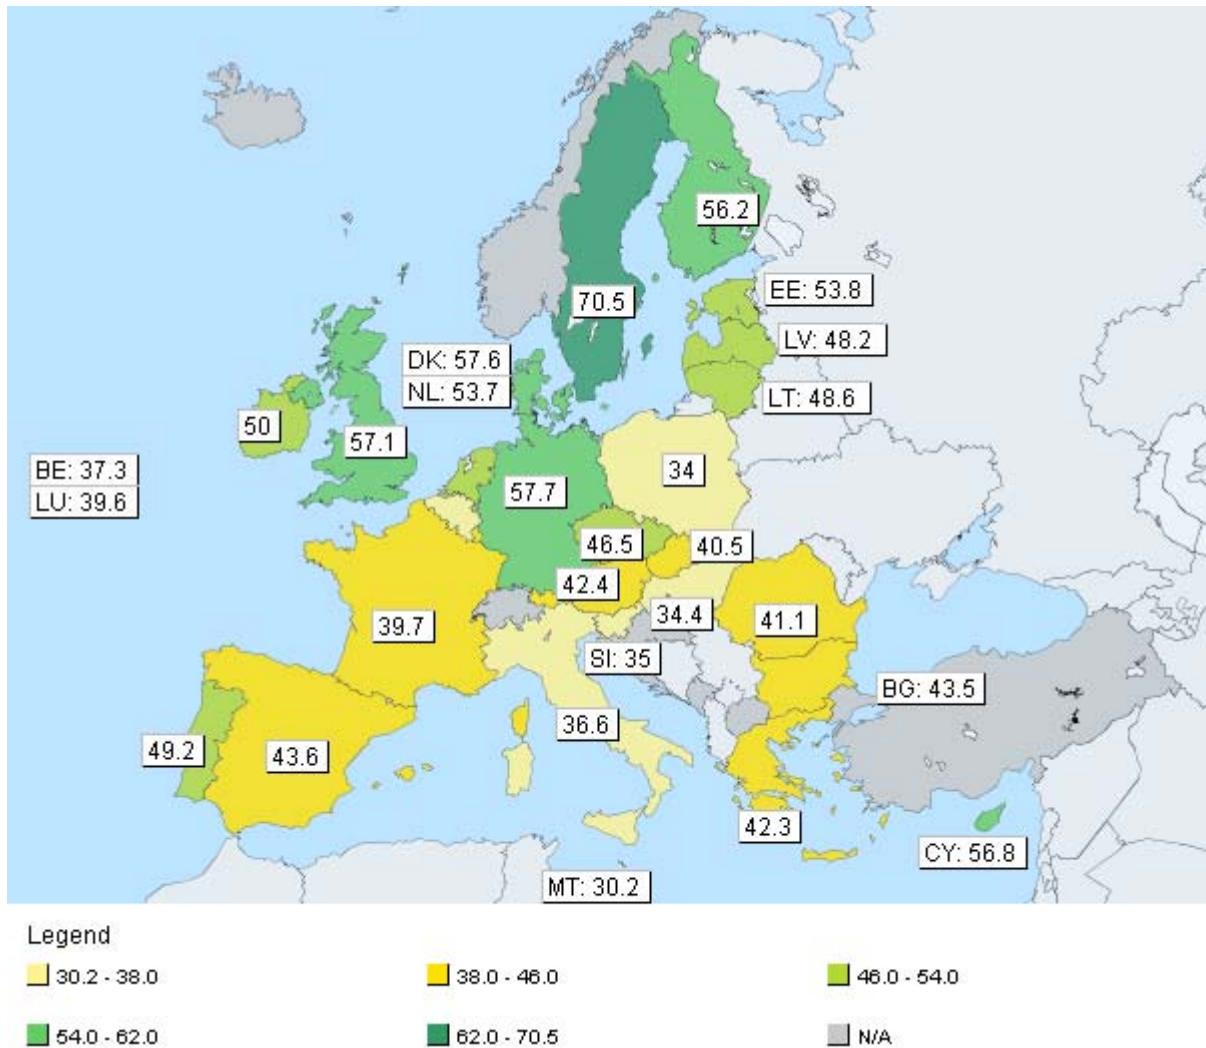 56.2
EE: 53.8
70.5
LV: 48.2
DK: 57.6
NL: 53.7
LT: 48.6
50
57.1
BE: 37.3
LU: 39.6
34
57.7
46.5
40.5
42.4
39.7
34.4
41.1
SI: 35
BG: 43.5
36.6
49.2
43.6
42.3
CY: 56.8
MT: 30.2
Legend
30.2 - 38.0
38.0 - 46.0
46.0 - 54.0
54.0 - 62.0
62.0 - 70.5
N/A